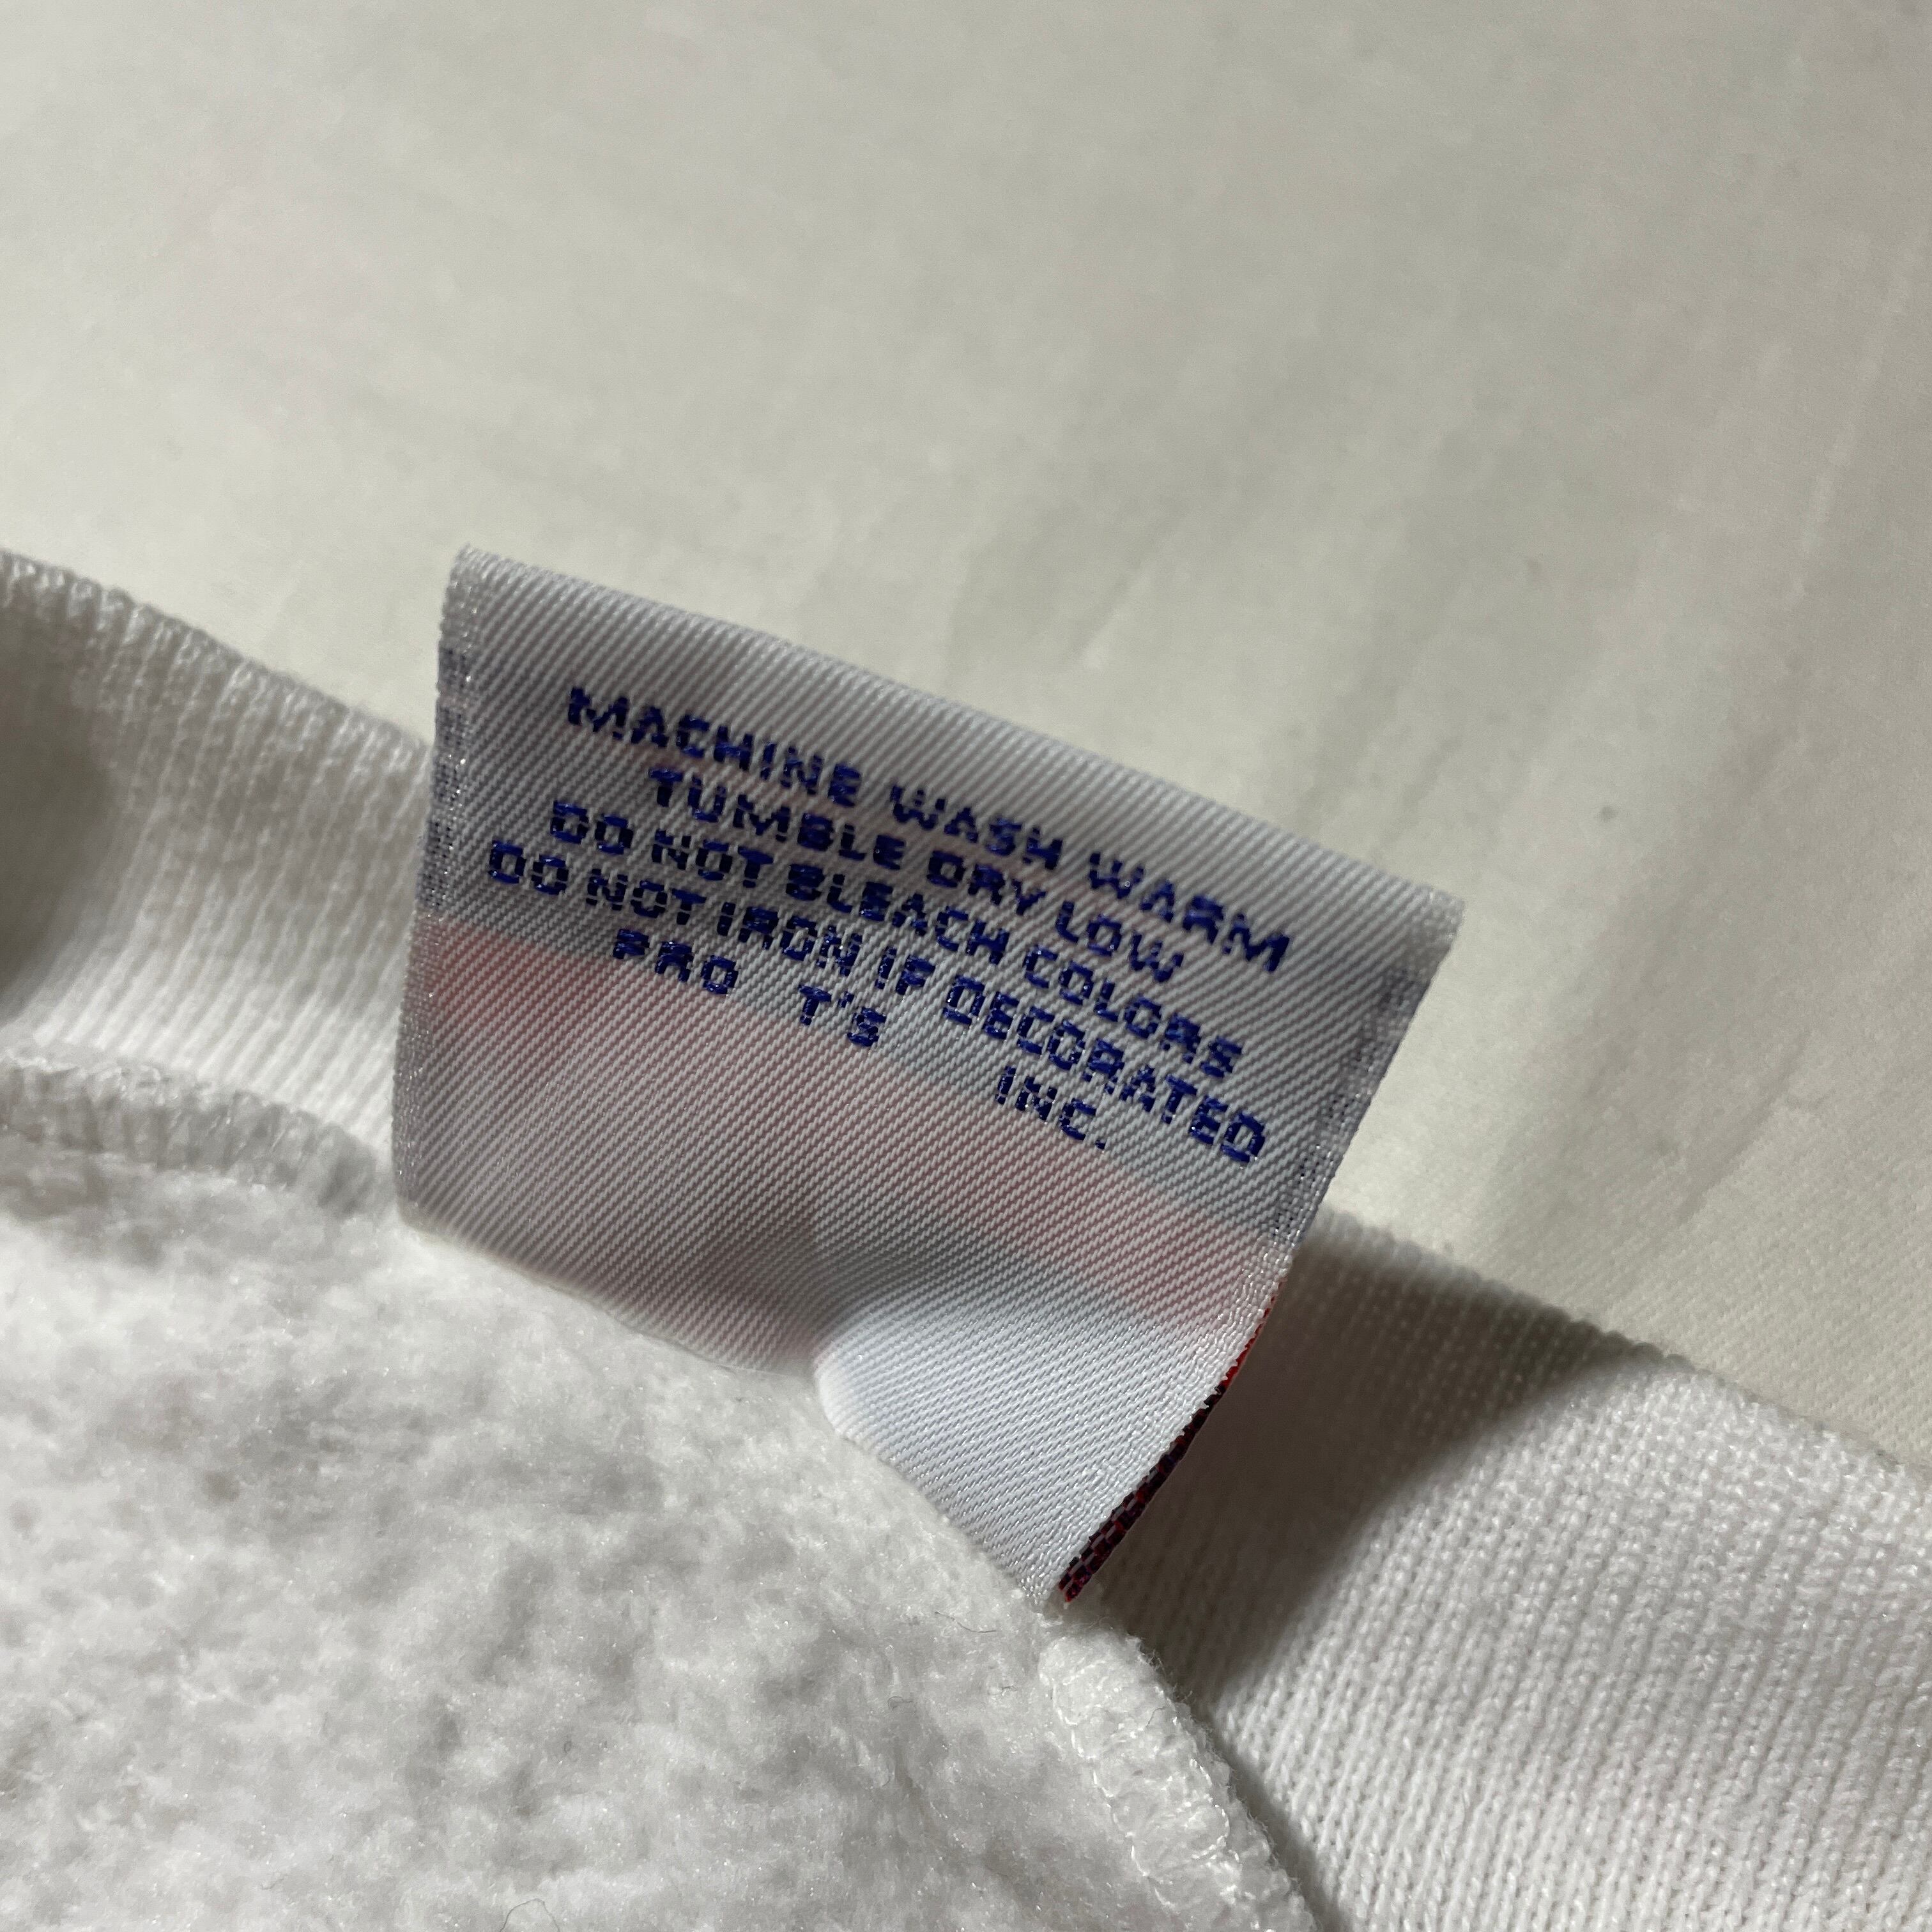 MACHINE WASH WARM
TUMBLE DRY LOW
DO NOT BLEACH COLORS
DO NOT IRON IF DECORATED
PRO T'S INC.